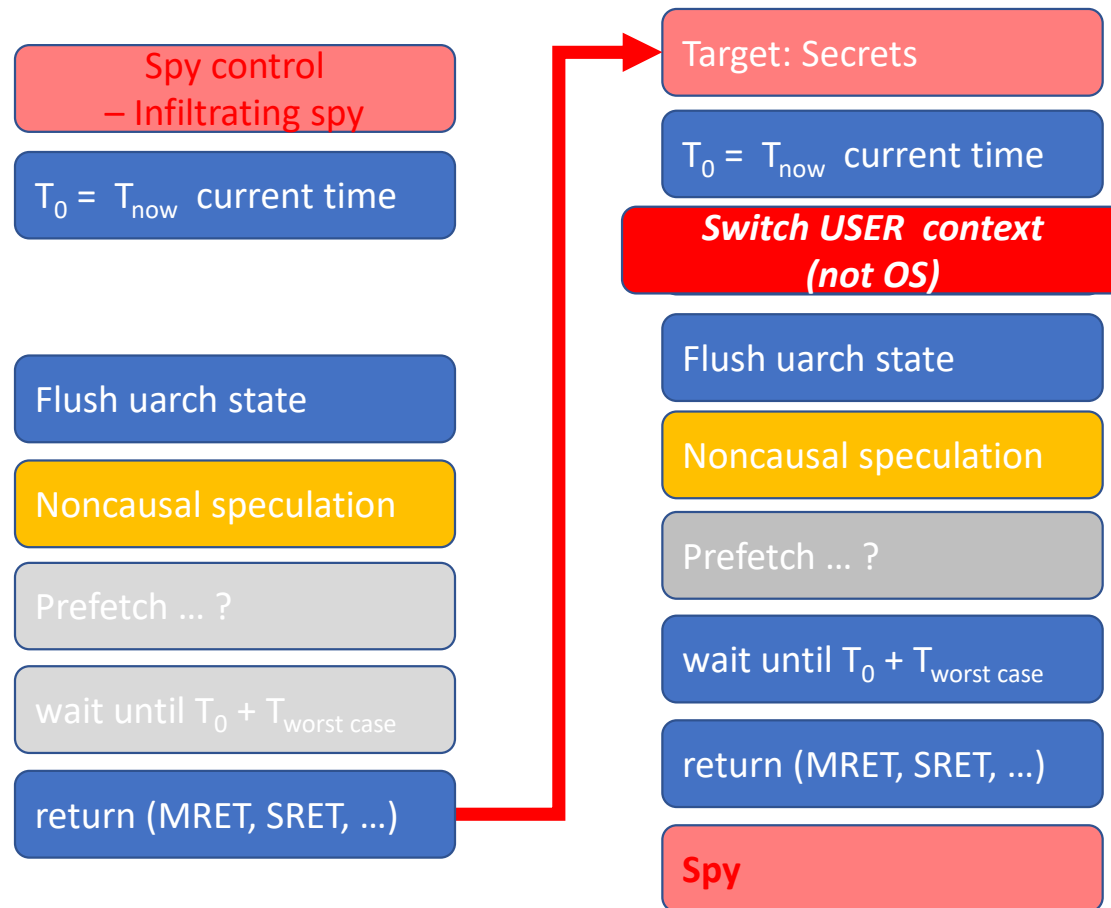 Spy control
– Infiltrating spy
T₀ = Tnow current time
Flush uarch state
Noncausal speculation
Prefetch … ?
wait until T₀ + Tworst case
return (MRET, SRET, …)
Target: Secrets
T₀ = Tnow current time
Switch USER context
(not OS)
Flush uarch state
Noncausal speculation
Prefetch … ?
wait until T₀ + Tworst case
return (MRET, SRET, …)
Spy